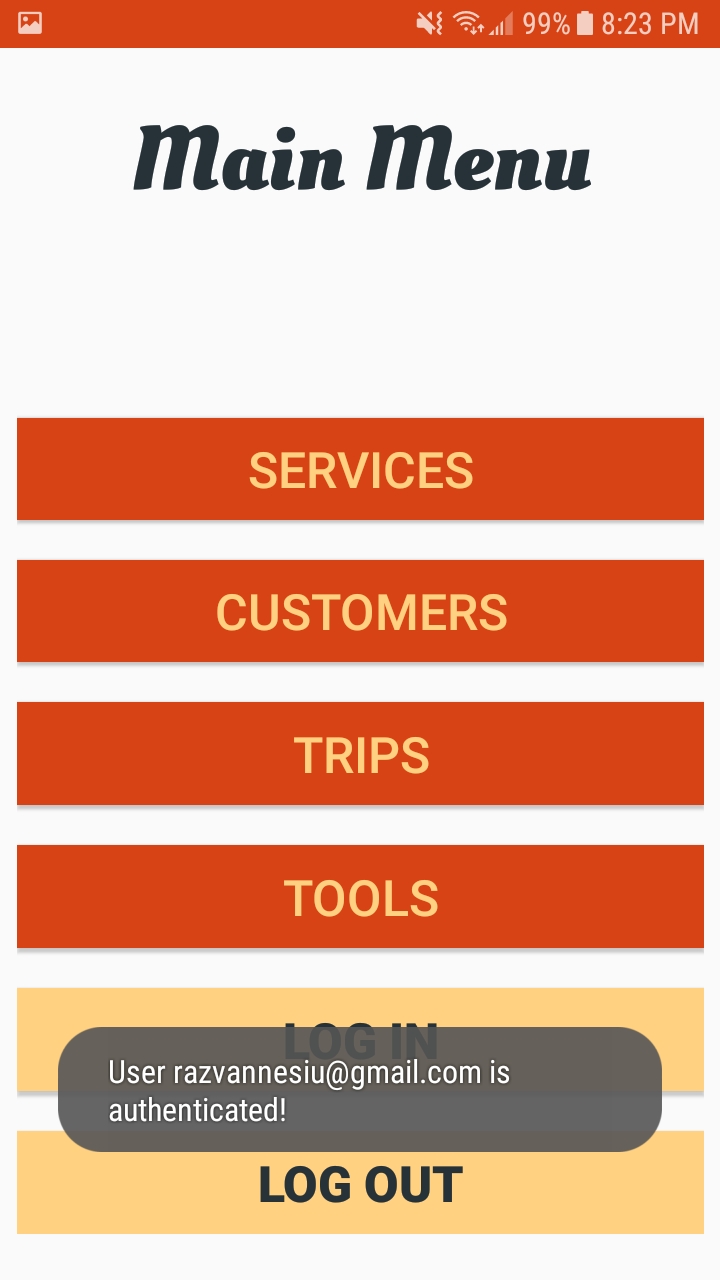 99% 8:23 PM
Main Menu
SERVICES
CUSTOMERS
TRIPS
TOOLS
LOG IN
User razvannesiu@gmail.com is
authenticated!
LOG OUT